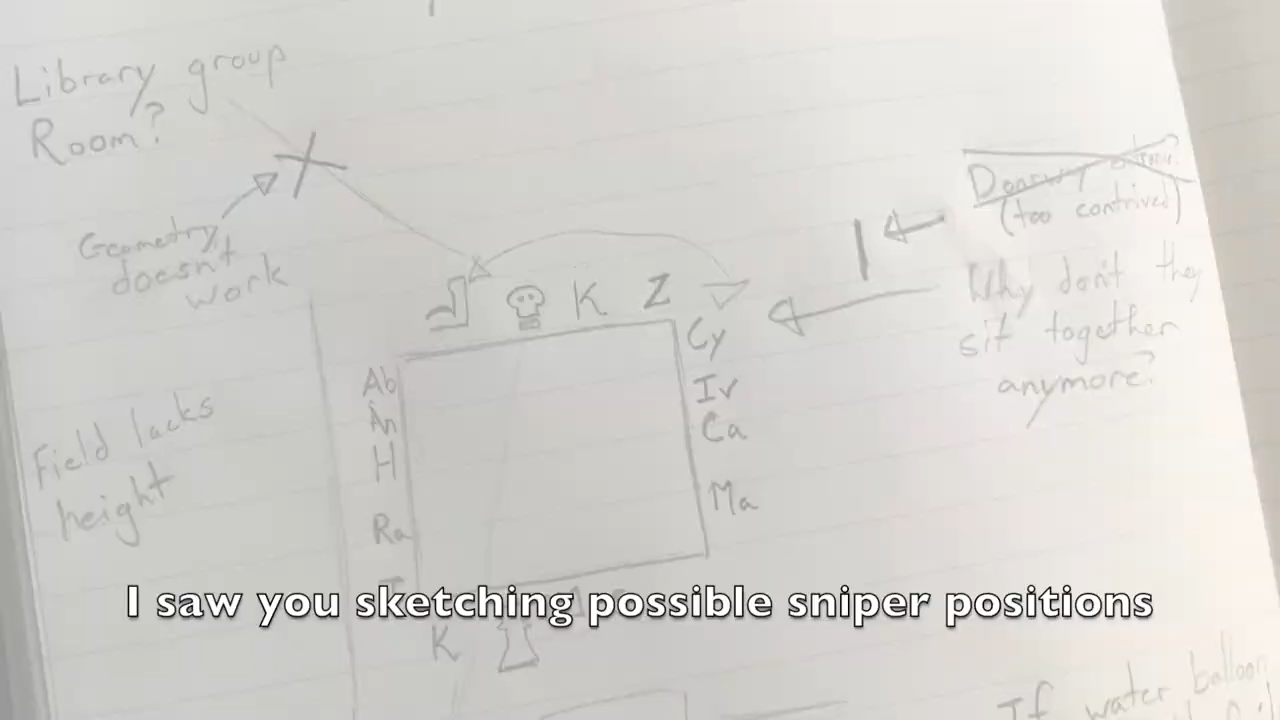 Library group
Room?
Geometry
doesn't
work
(too contrived)
Why don't they
sit together
anymore?
K Z
Cy
Iv
Ca
Ma
Ab
An
H
Ra
K
Field lacks
height
I saw you sketching possible sniper positions
If water balloon